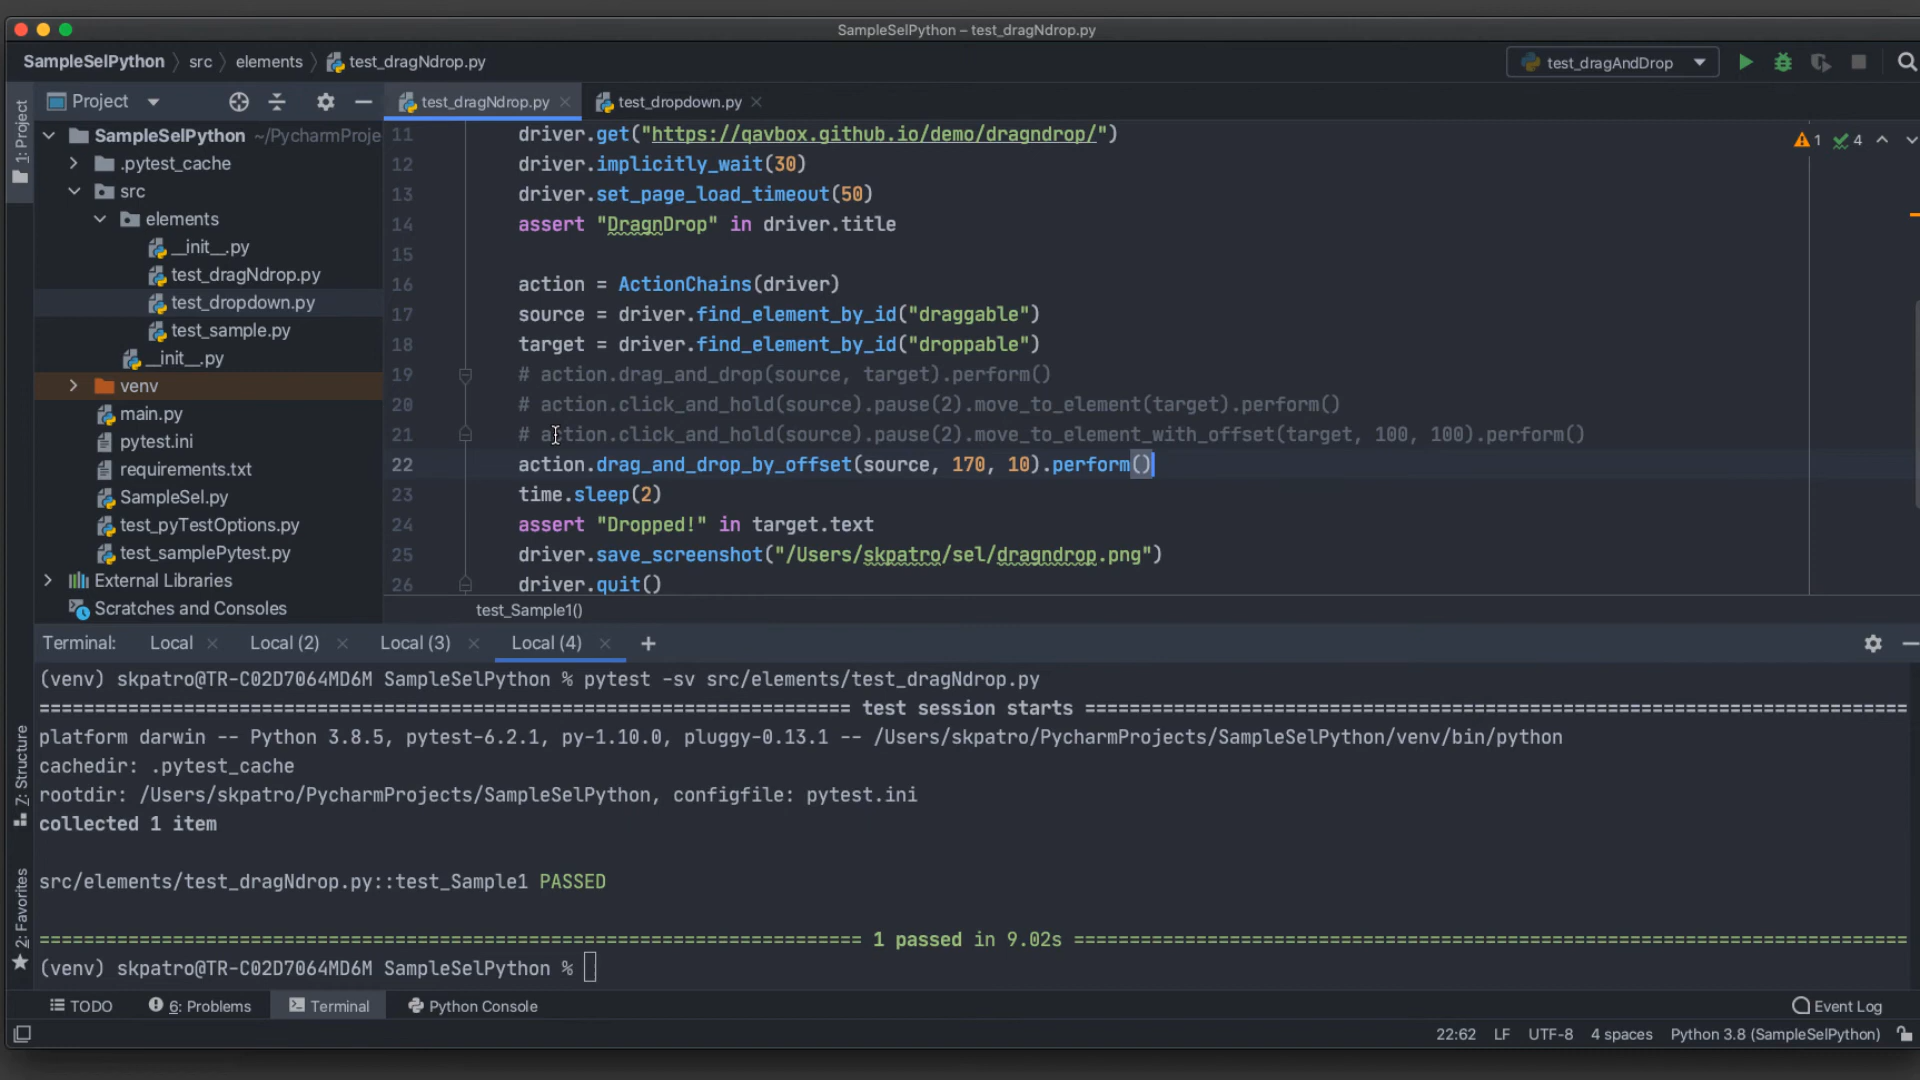 SampleSelPython – test_dragNdrop.py
SampleSelPython 〉 src 〉 elements 〉 test_dragNdrop.py
test_dragAndDrop
Project
test_dragNdrop.py
test_dropdown.py
1: Project
SampleSelPython ~/PycharmProje
.pytest_cache
src
elements
__init__.py
test_dragNdrop.py
test_dropdown.py
test_sample.py
__init__.py
venv
main.py
pytest.ini
requirements.txt
SampleSel.py
test_pyTestOptions.py
test_samplePytest.py
External Libraries
Scratches and Consoles
1 4
11 driver.get("https://qavbox.github.io/demo/dragndrop/")
12 driver.implicitly_wait(30)
13 driver.set_page_load_timeout(50)
14 assert "DragnDrop" in driver.title
15
16 action = ActionChains(driver)
17 source = driver.find_element_by_id("draggable")
18 target = driver.find_element_by_id("droppable")
19 # action.drag_and_drop(source, target).perform()
20 # action.click_and_hold(source).pause(2).move_to_element(target).perform()
21 # action.click_and_hold(source).pause(2).move_to_element_with_offset(target, 100, 100).perform()
22 action.drag_and_drop_by_offset(source, 170, 10).perform()
23 time.sleep(2)
24 assert "Dropped!" in target.text
25 driver.save_screenshot("/Users/skpatro/sel/dragndrop.png")
26 driver.quit()
test_Sample1()
Terminal: Local Local (2) Local (3) Local (4) +
(venv) skpatro@TR-C02D7064MD6M SampleSelPython % pytest -sv src/elements/test_dragNdrop.py
========================================================================= test session starts ==========================================================================
platform darwin -- Python 3.8.5, pytest-6.2.1, py-1.10.0, pluggy-0.13.1 -- /Users/skpatro/PycharmProjects/SampleSelPython/venv/bin/python
cachedir: .pytest_cache
rootdir: /Users/skpatro/PycharmProjects/SampleSelPython, configfile: pytest.ini
collected 1 item
src/elements/test_dragNdrop.py::test_Sample1 PASSED
========================================================================== 1 passed in 9.02s ===========================================================================
(venv) skpatro@TR-C02D7064MD6M SampleSelPython %
7: Structure
2: Favorites
TODO
6: Problems
Terminal
Python Console
Event Log
22:62 LF UTF-8 4 spaces Python 3.8 (SampleSelPython)